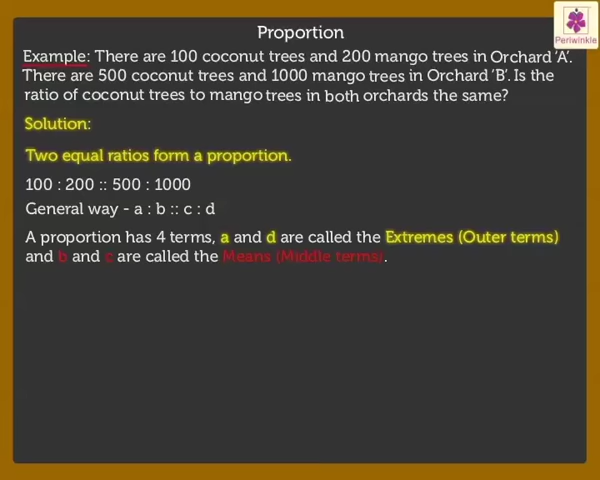 Proportion
Periwinkle
Example: There are 100 coconut trees and 200 mango trees in Orchard 'A'.
There are 500 coconut trees and 1000 mango trees in Orchard 'B'. Is the
ratio of coconut trees to mango trees in both orchards the same?
Solution:
Two equal ratios form a proportion.
100 : 200 :: 500 : 1000
General way - a : b :: c : d
A proportion has 4 terms, a and d are called the Extremes (Outer terms)
and b and c are called the Means (Middle terms).